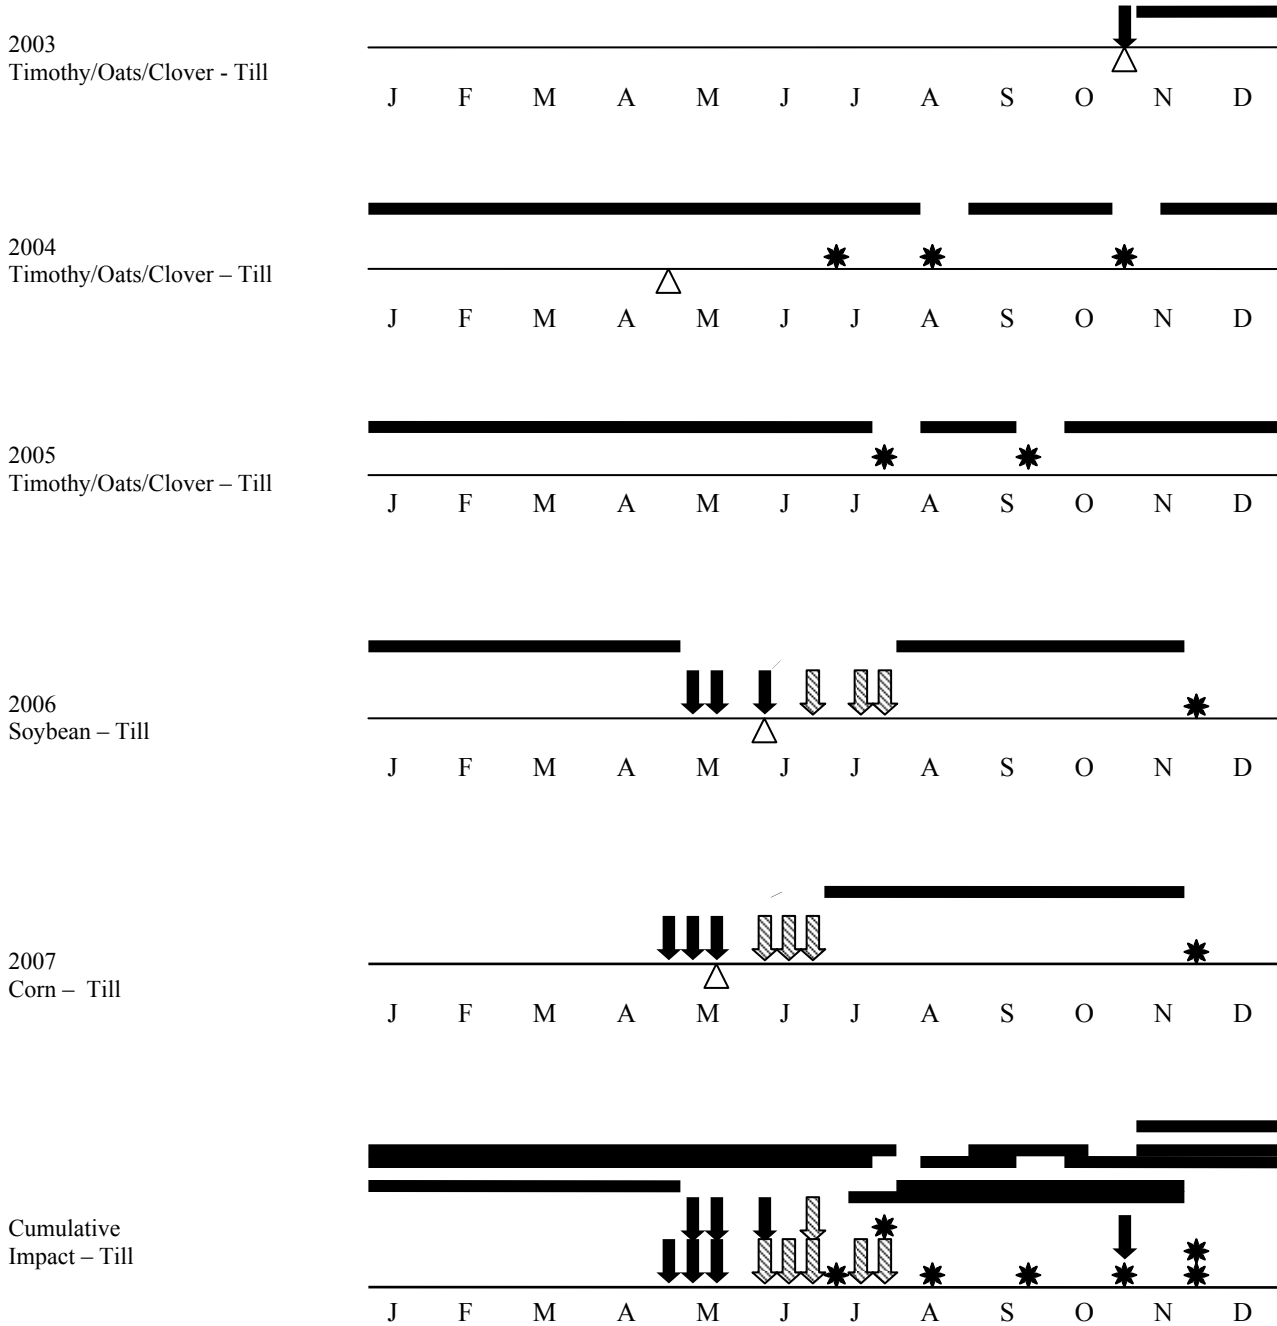 2003
Timothy/Oats/Clover - Till
J F M A M J J A S O N D
2004
Timothy/Oats/Clover – Till
J F M A M J J A S O N D
2005
Timothy/Oats/Clover – Till
J F M A M J J A S O N D
2006
Soybean – Till
J F M A M J J A S O N D
2007
Corn – Till
J F M A M J J A S O N D
Cumulative
Impact – Till
J F M A M J J A S O N D